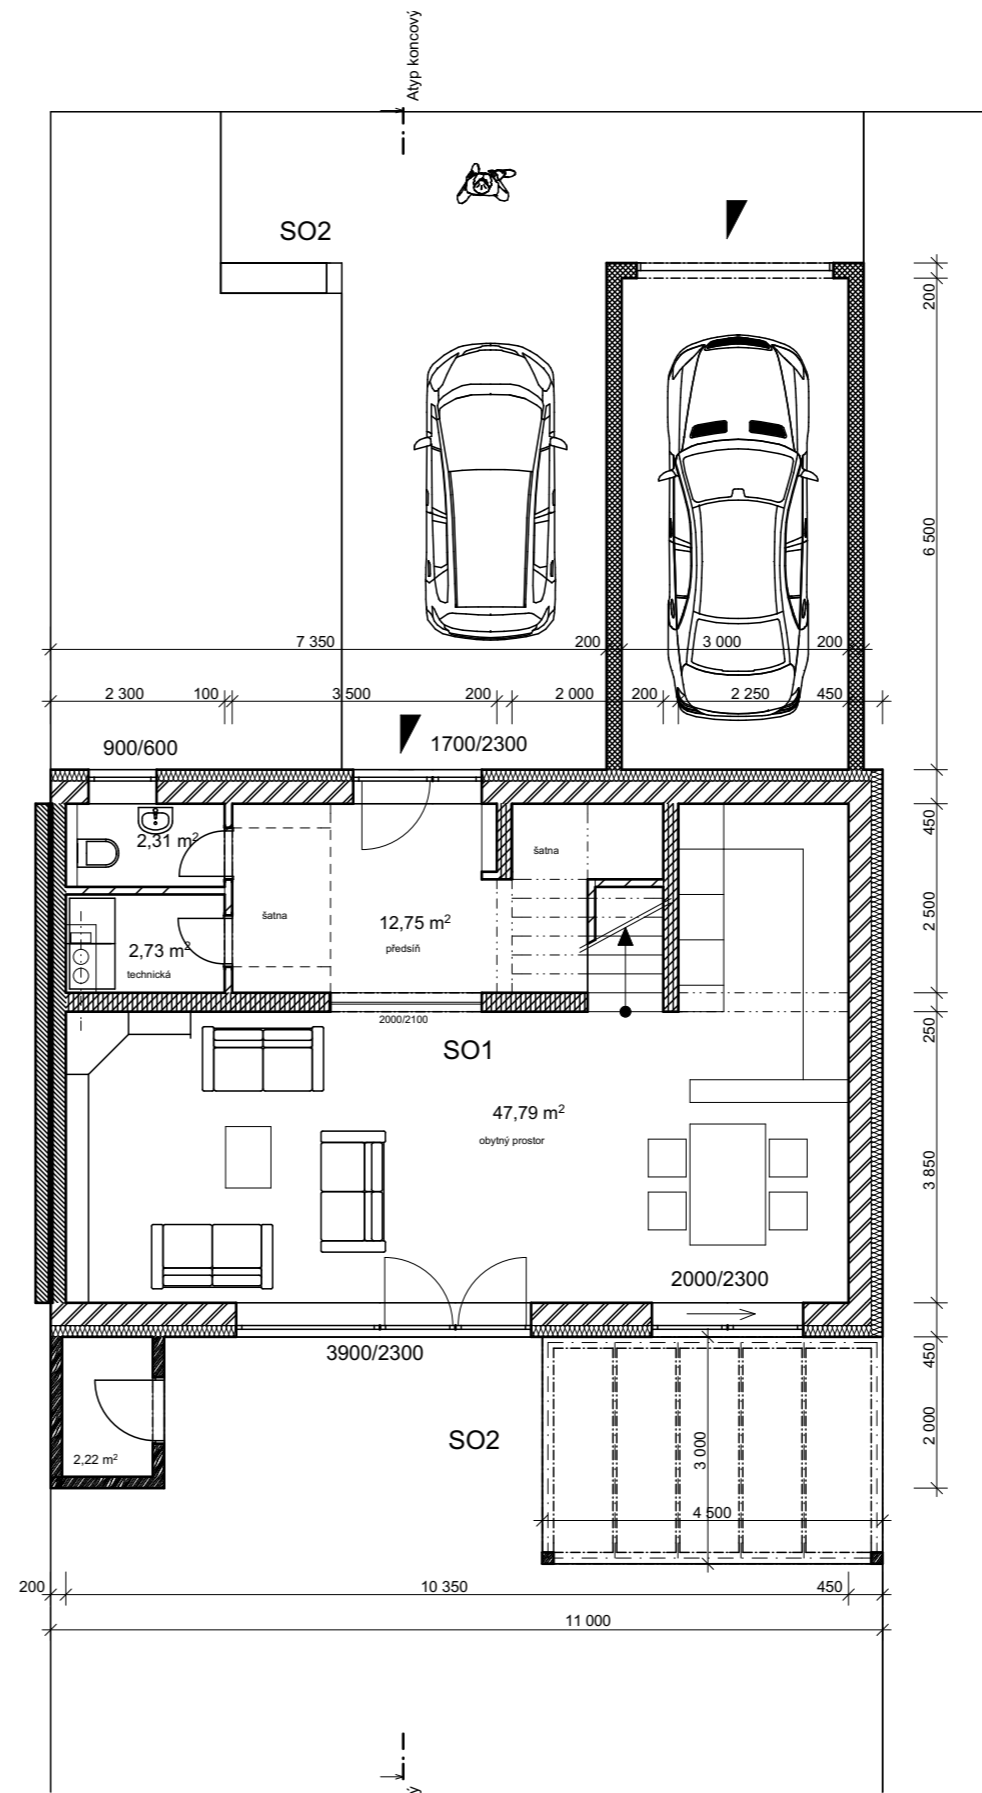 Atyp koncový
SO2
200
6 500
7 350
200
3 000
200
2 300
100
3 500
200
2 000
200
2 250
450
900/600
1700/2300
2,31 m²
šatna
450
šatna
12,75 m²
předsíň
2 500
2,73 m²
technická
2000/2100
250
SO1
47,79 m²
obytný prostor
3 850
2000/2300
3900/2300
450
SO2
2 000
3 000
2,22 m²
4 500
200
10 350
450
11 000